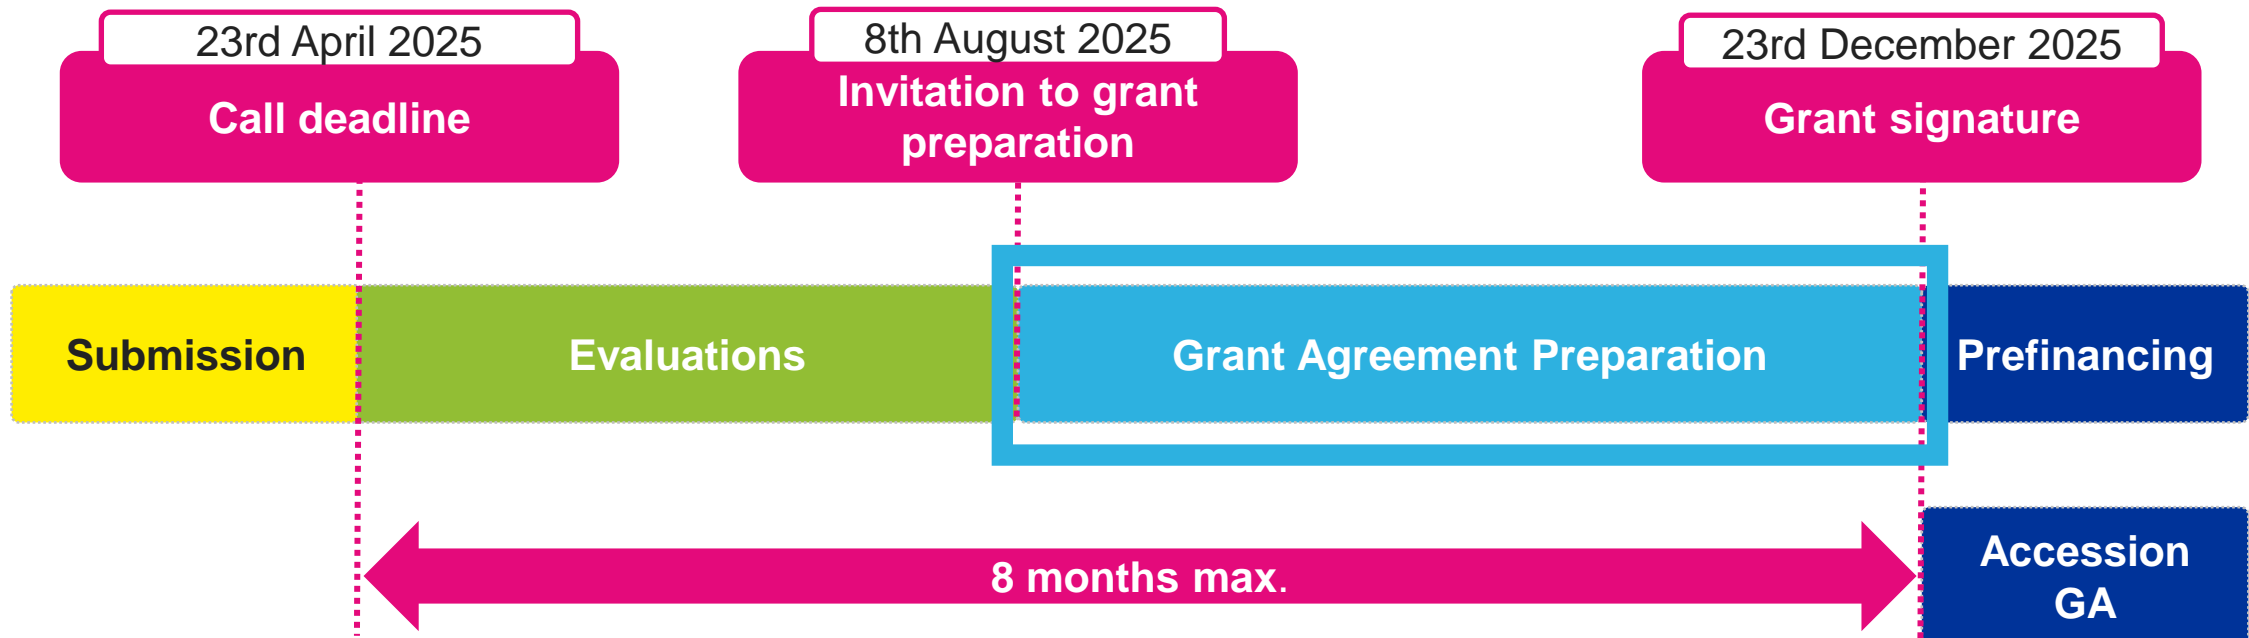 23rd April 2025
Call deadline
8th August 2025
Invitation to grant
preparation
23rd December 2025
Grant signature
Submission
Evaluations
Grant Agreement Preparation
Prefinancing
8 months max.
Accession
GA